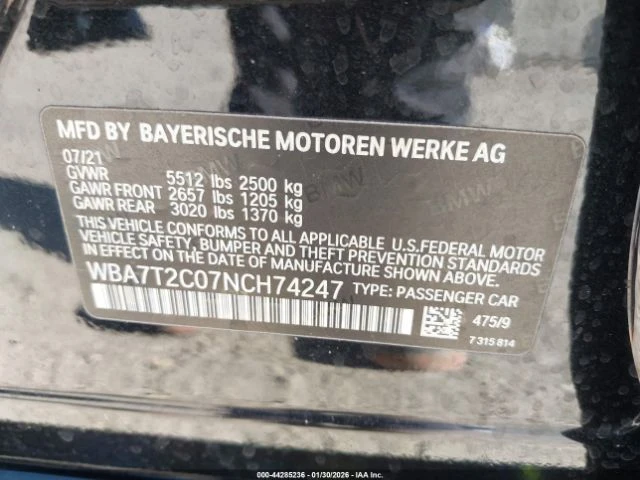 MFD BY BAYERISCHE MOTOREN WERKE AG
07/21
GVWR 5512 lbs 2500 kg
GAWR FRONT 2657 lbs 1205 kg
GAWR REAR 3020 lbs 1370 kg
THIS VEHICLE CONFORMS TO ALL APPLICABLE U.S.FEDERAL MOTOR
VEHICLE SAFETY, BUMPER AND THEFT PREVENTION STANDARDS
IN EFFECT ON THE DATE OF MANUFACTURE SHOWN ABOVE.
WBA7T2C07NCH74247 TYPE: PASSENGER CAR
475/9
7 315 814
000-44285236 - 01/30/2026 - IAA Inc.